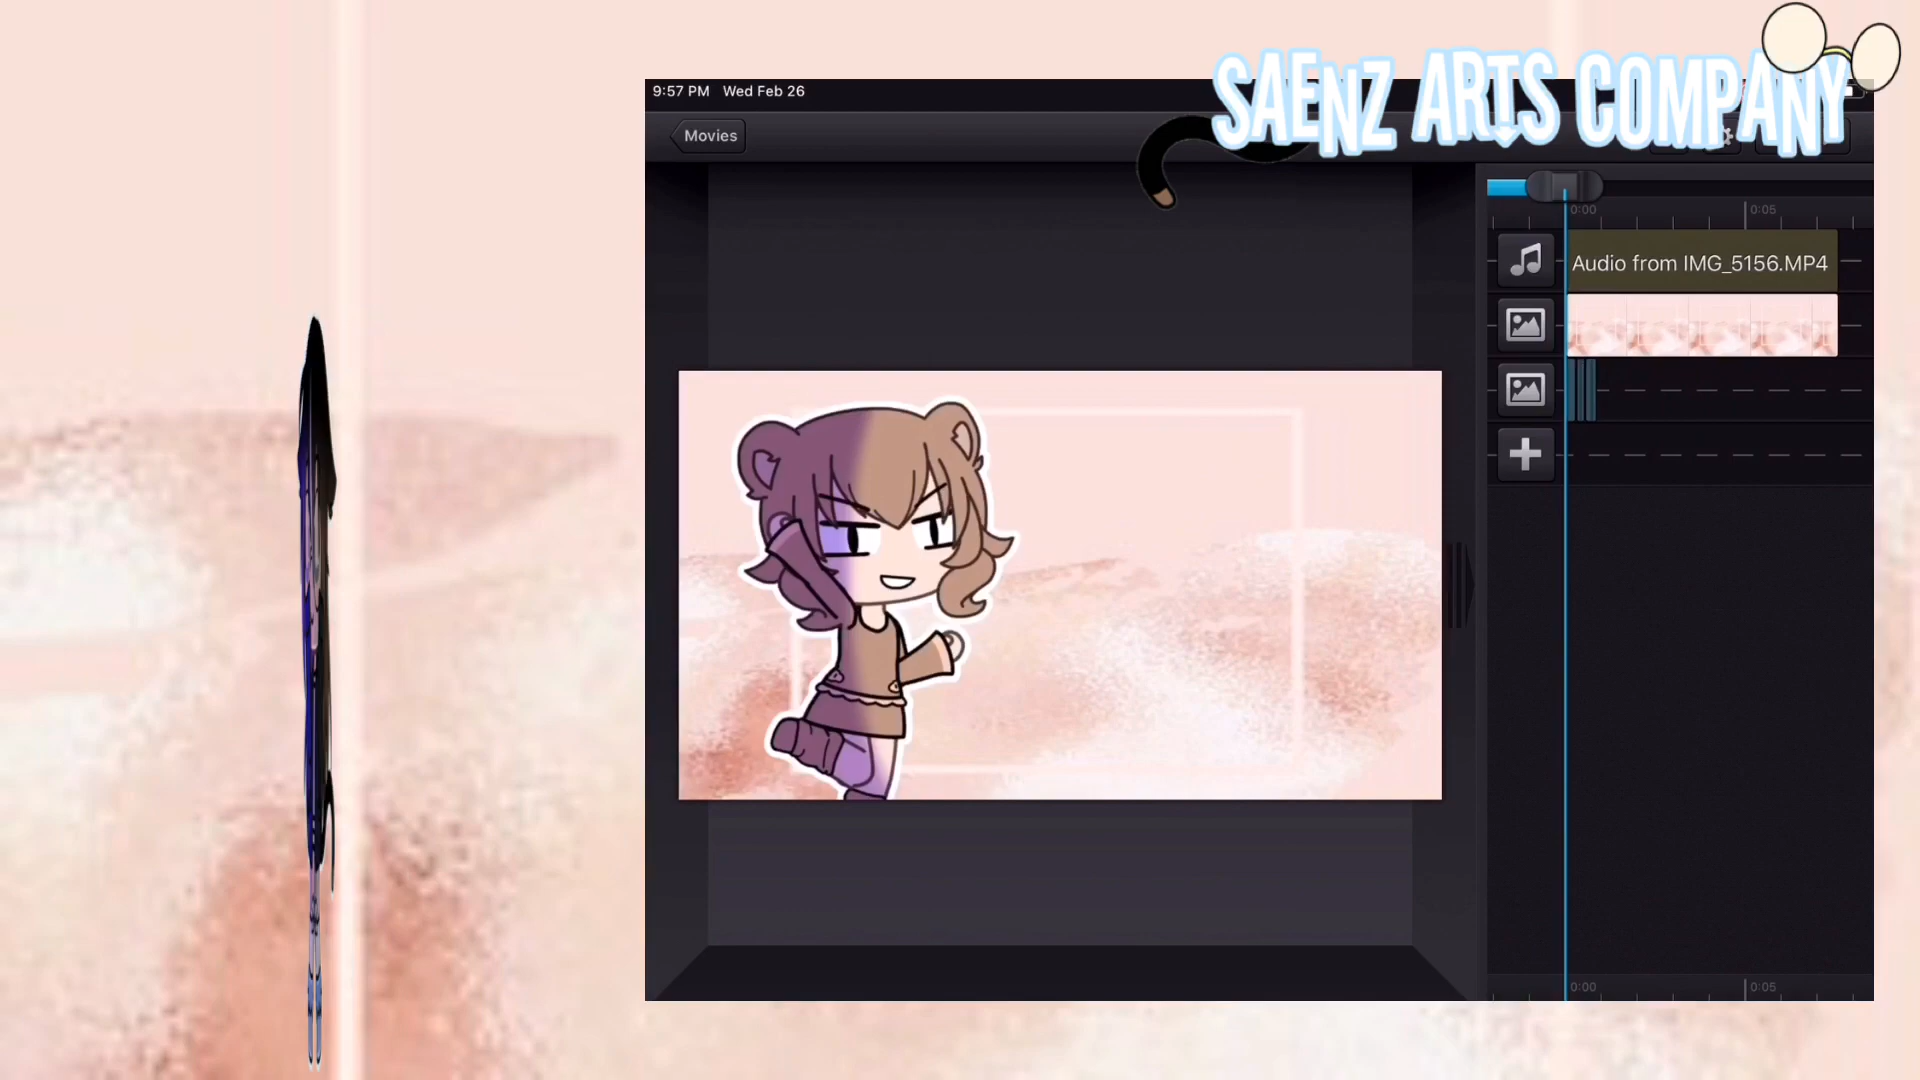 SAENZ ARTS COMPANY
9:57 PM Wed Feb 26
Movies
0:00 0:05
Audio from IMG_5156.MP4
0:00 0:05